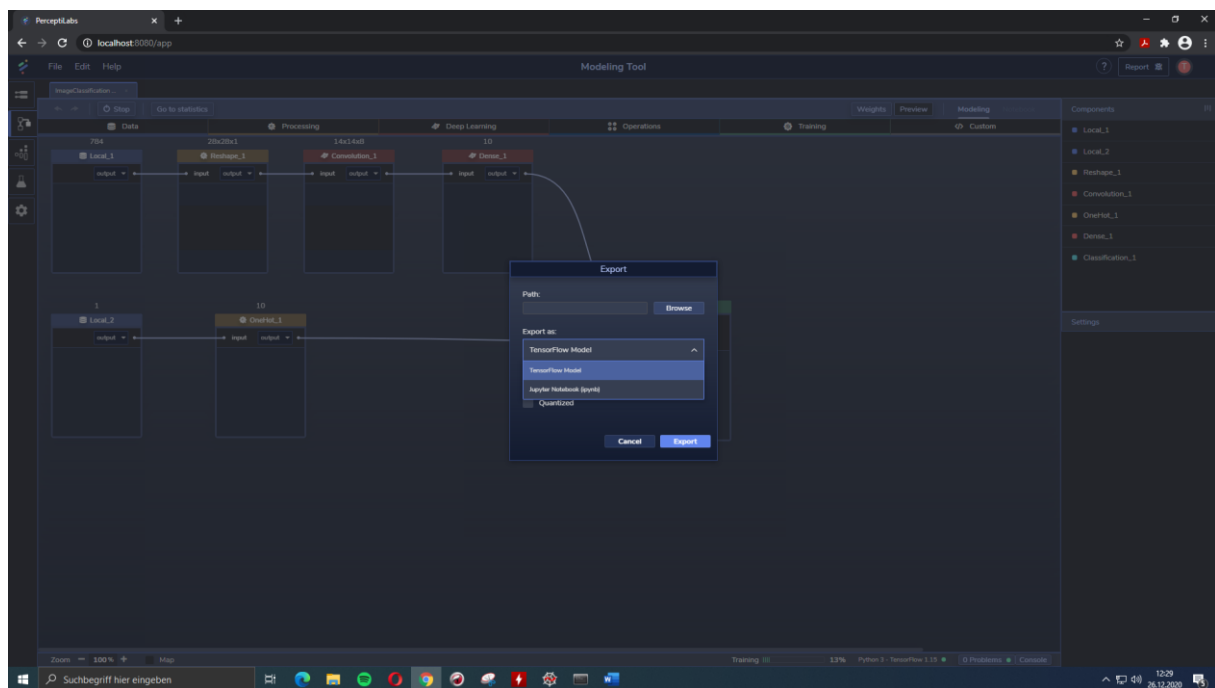 PerceptiLabs
localhost:8080/app
File Edit Help
Modeling Tool
? Report
ImageClassification...
Stop Go to statistics
Weights Preview Modeling
Components
Data Processing Deep Learning Operations Training Custom
784 28x28x1 14x14x8 10
Local_1 Reshape_1 Convolution_1 Dense_1
output input output input output input output
Local_1
Local_2
Reshape_1
Convolution_1
OneHot_1
Dense_1
Classification_1
Export
Path:
Browse
1 10
Local_2 OneHot_1
output input output
Settings
Export as:
TensorFlow Model
TensorFlow Model
Jupyter Notebook (ipynb)
Quantized
Cancel Export
Zoom - 100% + Map
Training 13% Python 3 - TensorFlow 1.15 0 Problems Console
Suchbegriff hier eingeben
12:29
26.12.2020